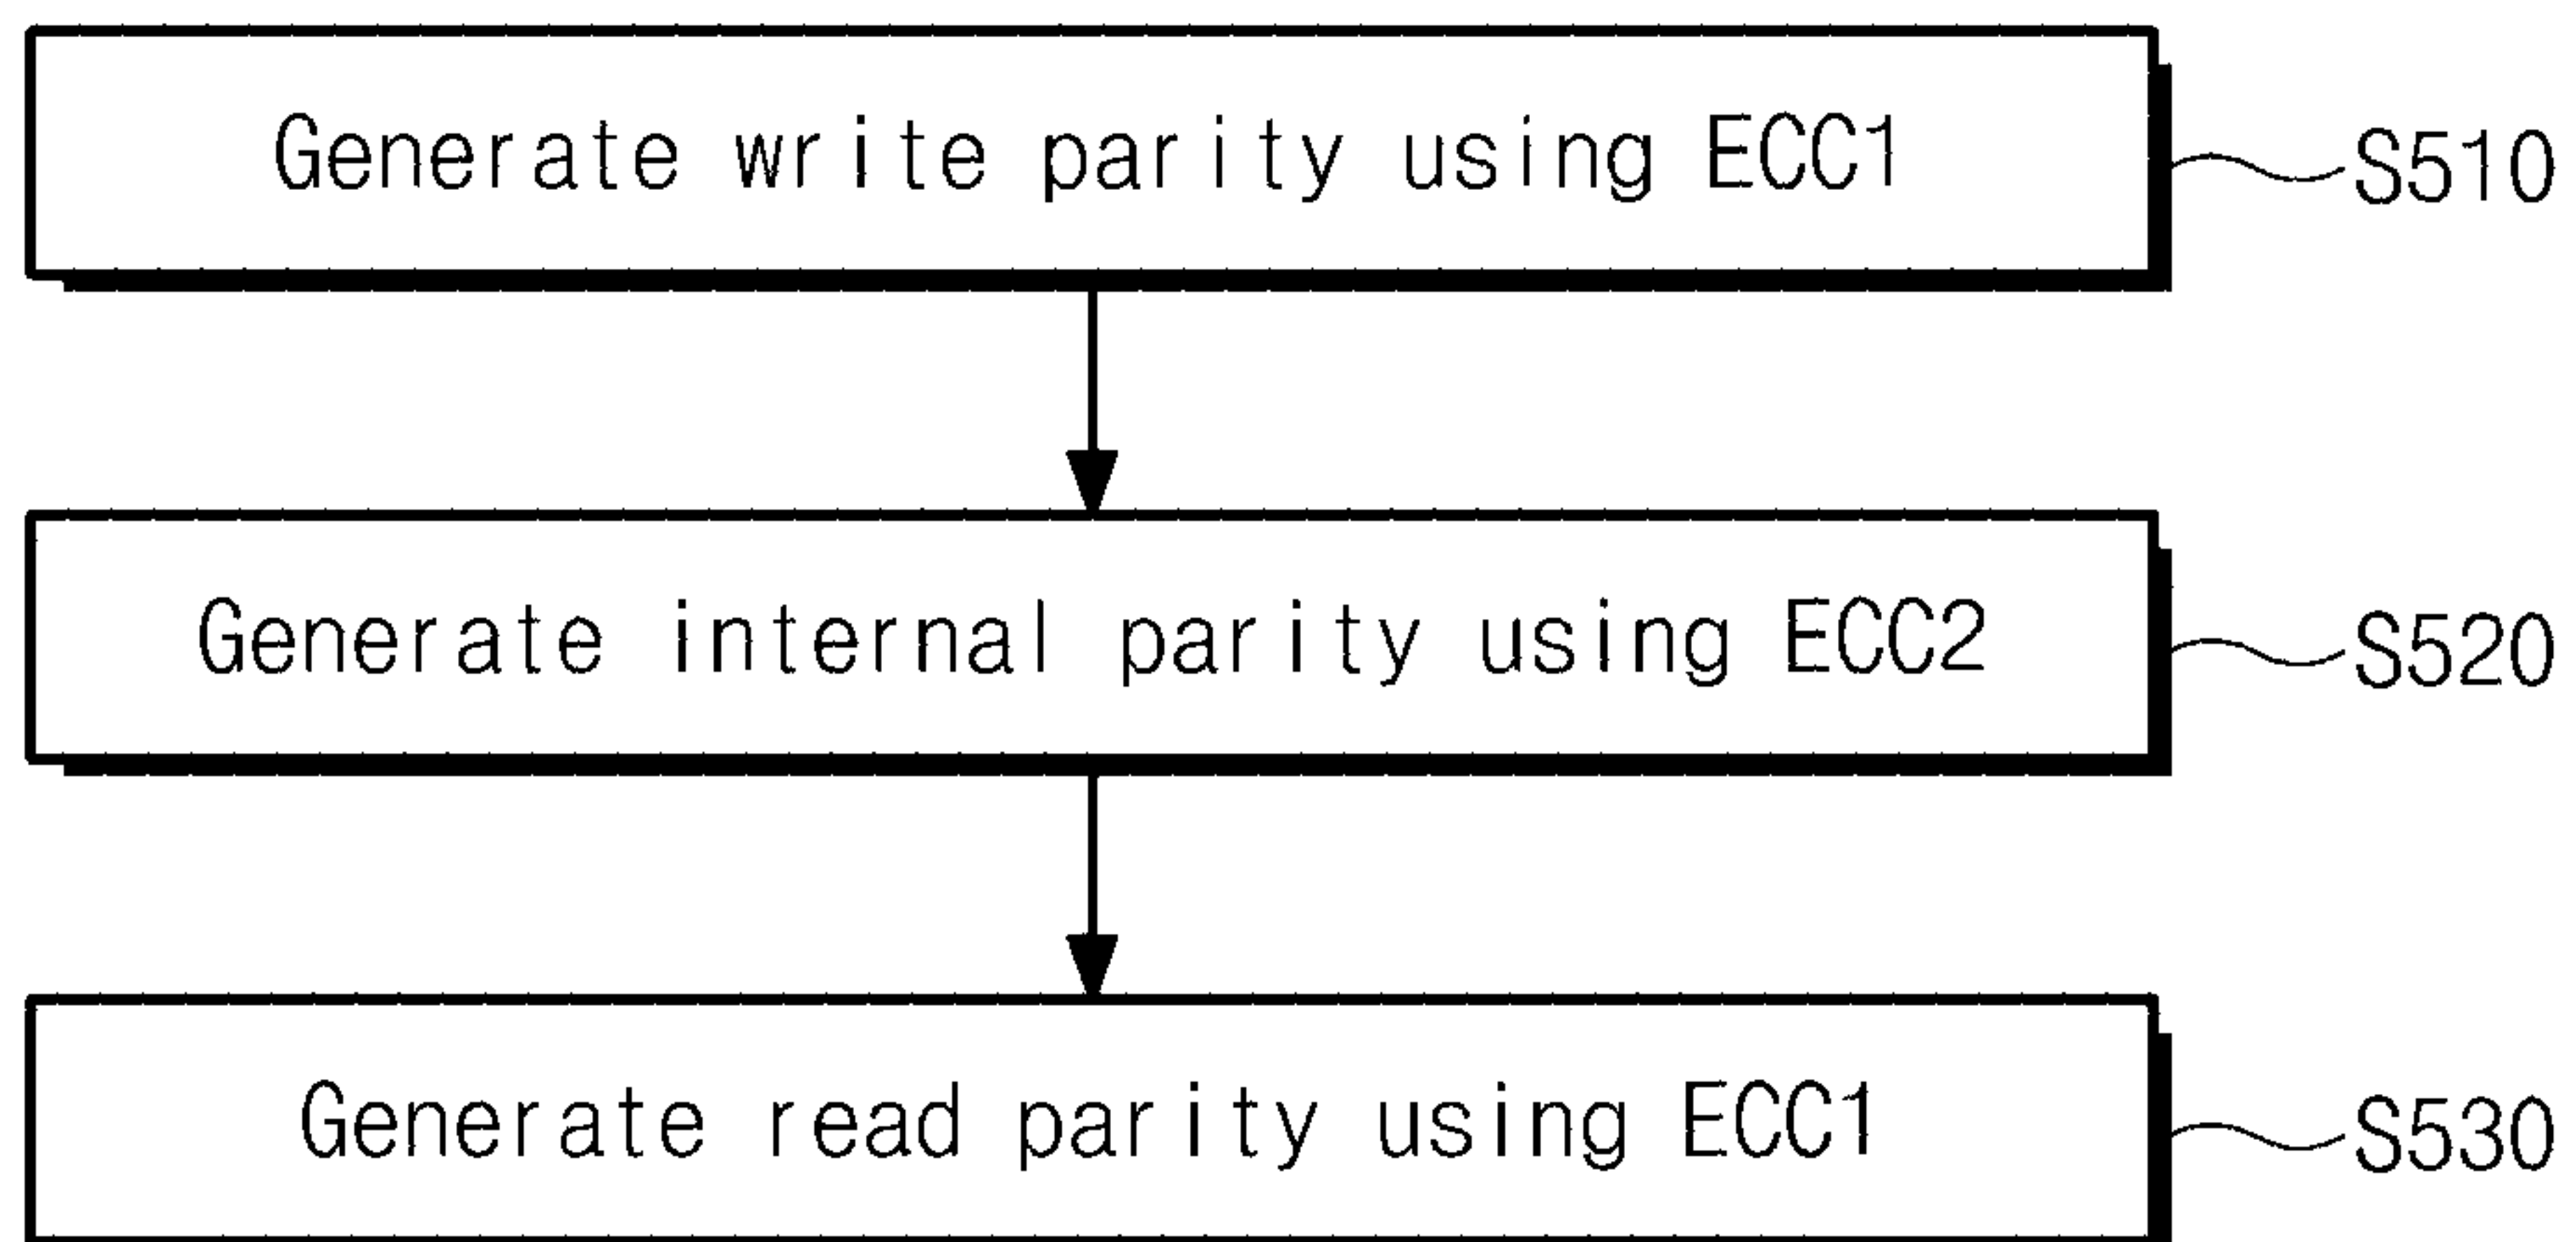 Generate write parity using ECC1
S510
Generate internal parity using ECC2
S520
Generate read parity using ECC1
S530